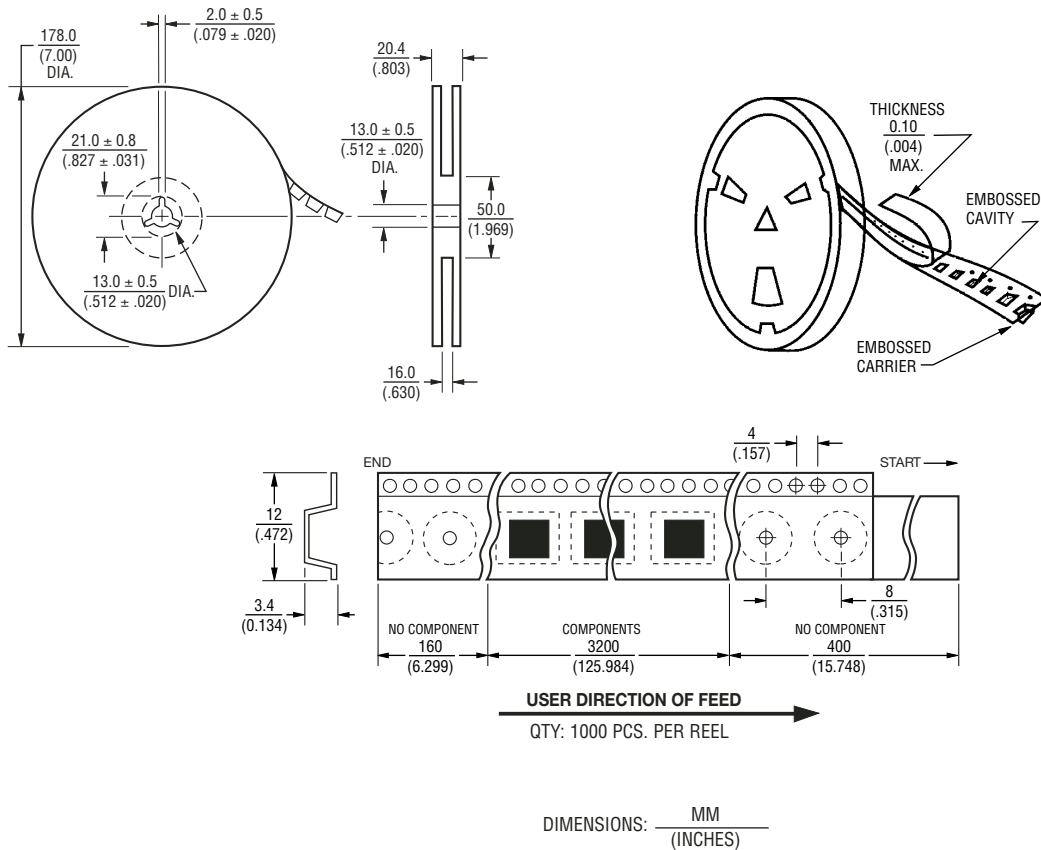 2.0 ± 0.5
(.079 ± .020)
178.0
(7.00)
DIA.
21.0 ± 0.8
(.827 ± .031)
13.0 ± 0.5
(.512 ± .020)
DIA.
20.4
(.803)
13.0 ± 0.5
(.512 ± .020)
DIA.
50.0
(1.969)
16.0
(.630)
THICKNESS
0.10
(.004)
MAX.
EMBOSSED
CAVITY
EMBOSSED
CARRIER
END
4
(.157)
START
12
(.472)
3.4
(0.134)
8
(.315)
NO COMPONENT
160
(6.299)
COMPONENTS
3200
(125.984)
NO COMPONENT
400
(15.748)
USER DIRECTION OF FEED
QTY: 1000 PCS. PER REEL
DIMENSIONS: MM
(INCHES)